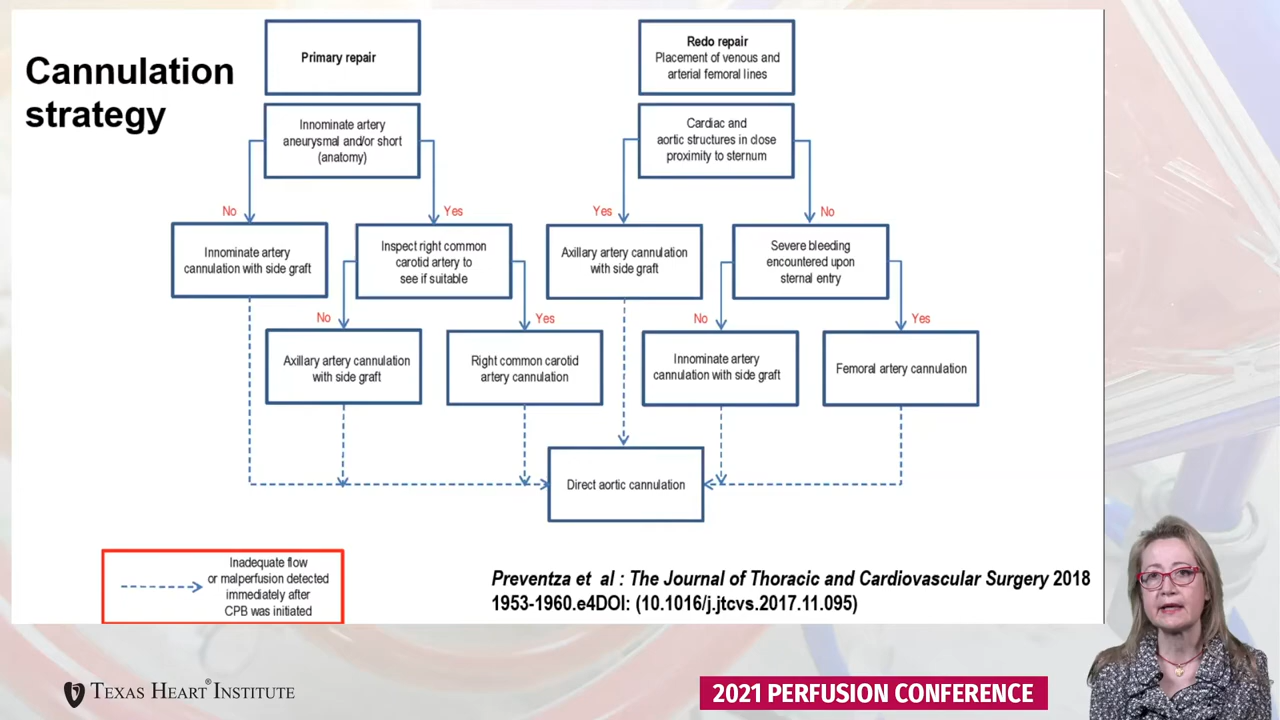 Cannulation
strategy
Primary repair
Redo repair
Placement of venous and
arterial femoral lines
Innominate artery
aneurysmal and/or short
(anatomy)
Cardiac and
aortic structures in close
proximity to sternum
No
Yes
Yes
No
Innominate artery
cannulation with side graft
Inspect right common
carotid artery to
see if suitable
Axillary artery cannulation
with side graft
Severe bleeding
encountered upon
sternal entry
No
Yes
No
Yes
Axillary artery cannulation
with side graft
Right common carotid
artery cannulation
Innominate artery
cannulation with side graft
Femoral artery cannulation
Direct aortic cannulation
Inadequate flow
or malperfusion detected
immediately after
CPB was initiated
Preventza et al : The Journal of Thoracic and Cardiovascular Surgery 2018
1953-1960.e4DOI: (10.1016/j.jtcvs.2017.11.095)
TEXAS HEART® INSTITUTE
2021 PERFUSION CONFERENCE